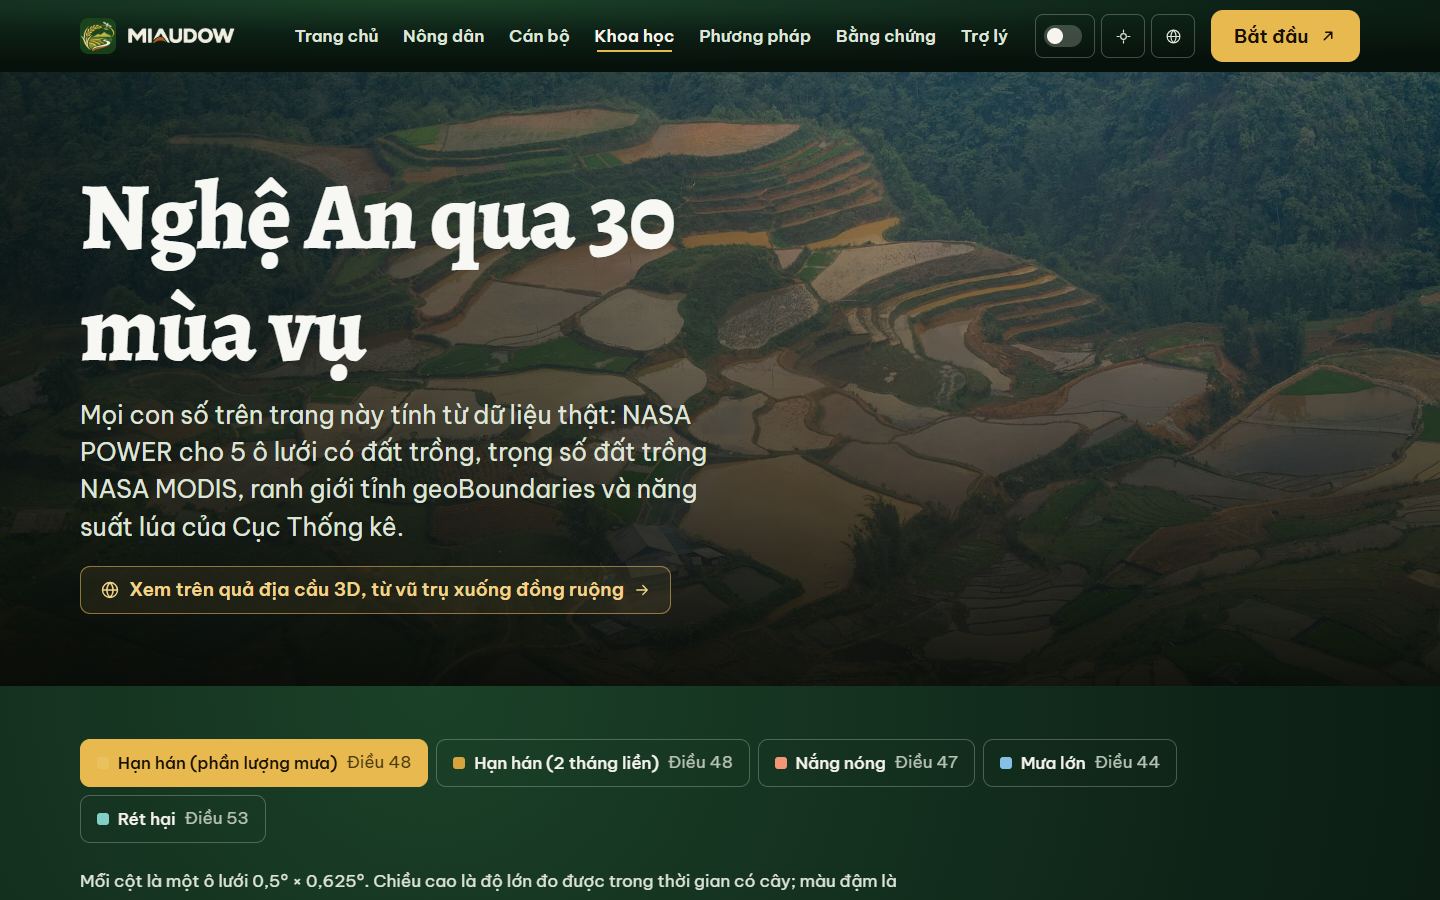 MIAUDOW
Trang chủ
Nông dân
Cán bộ
Khoa học
Phương pháp
Bằng chứng
Trợ lý
Bắt đầu
Nghệ An qua 30
mùa vụ
Mọi con số trên trang này tính từ dữ liệu thật: NASA
POWER cho 5 ô lưới có đất trồng, trọng số đất trồng
NASA MODIS, ranh giới tỉnh geoBoundaries và năng
suất lúa của Cục Thống kê.
Xem trên quả địa cầu 3D, từ vũ trụ xuống đồng ruộng →
Hạn hán (phần lượng mưa) Điều 48
Hạn hán (2 tháng liền) Điều 48
Nắng nóng Điều 47
Mưa lớn Điều 44
Rét hại Điều 53
Mỗi cột là một ô lưới 0,5° × 0,625°. Chiều cao là độ lớn đo được trong thời gian có cây; màu đậm là